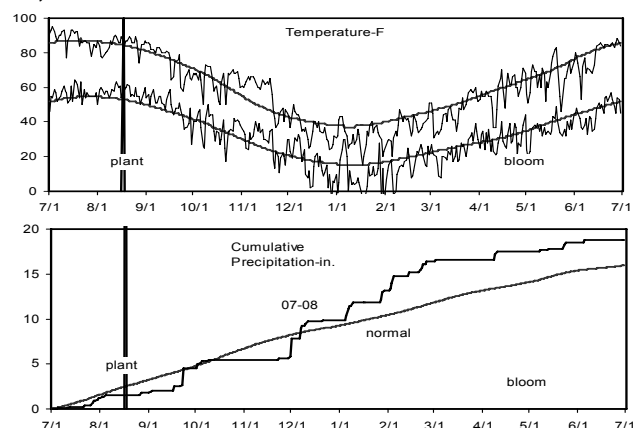 100
Temperature-F
80
60
40
20
plant
bloom
0
7/1 8/1 9/1 10/1 11/1 12/1 1/1 2/1 3/1 4/1 5/1 6/1 7/1
20
Cumulative
Precipitation-in.
15
07-08
10
normal
plant
5
bloom
0
7/1 8/1 9/1 10/1 11/1 12/1 1/1 2/1 3/1 4/1 5/1 6/1 7/1